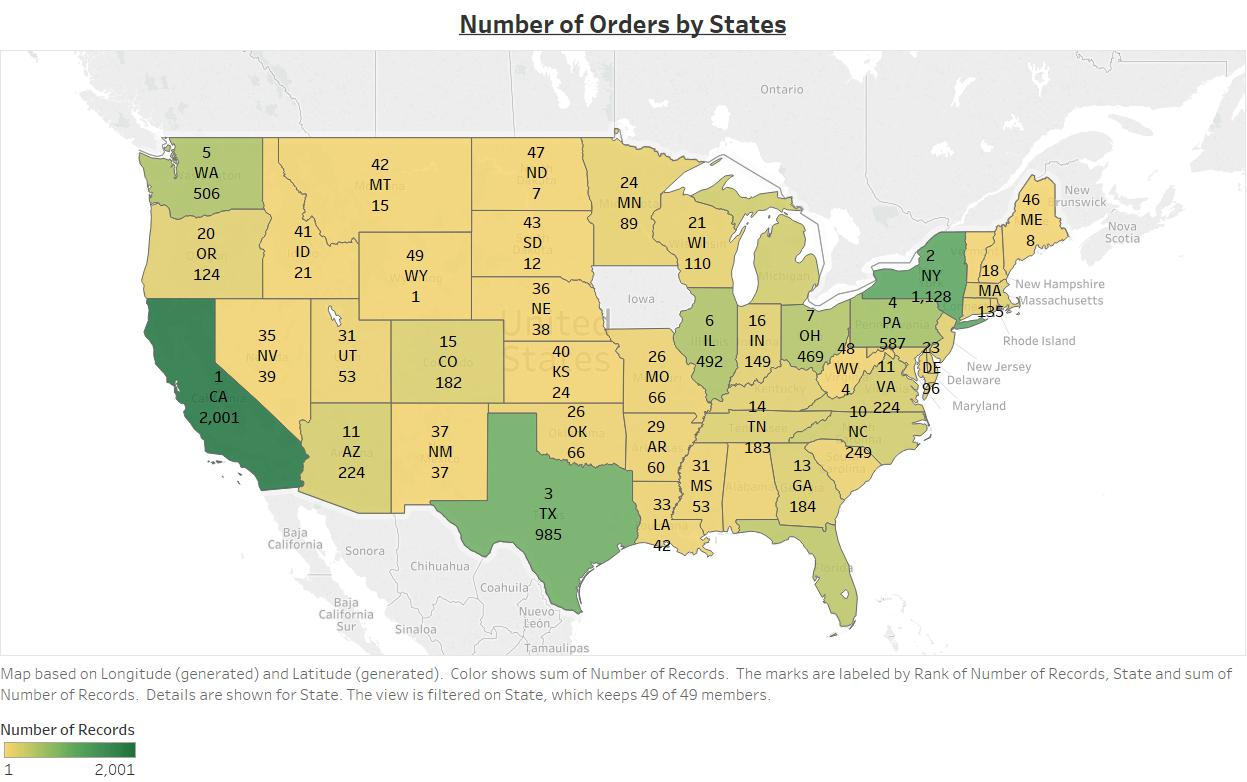 Number of Orders by States
Ontario
5
WA
506
42
MT
15
47
ND
7
24
MN
89
43
SD
12
20
OR
124
41
ID
21
49
WY
1
21
WI
110
46
ME
8
New
Brunswick
Nova
Scotia
2
NY
1,128
18
MA
135
New Hampshire
Massachusetts
Rhode Island
Michigan
Iowa
36
NE
38
United
States
4
PA
587
6
IL
492
16
IN
149
7
OH
469
35
NV
39
31
UT
53
15
CO
182
40
KS
24
26
MO
66
48
WV
4
11
VA
224
23
DE
96
New Jersey
Delaware
Maryland
1
CA
2,001
Kentucky
11
AZ
224
37
NM
37
26
OK
66
29
AR
60
14
TN
183
10
NC
249
3
TX
985
33
LA
42
31
MS
53
Alabama
13
GA
184
Florida
Baja
California
Sonora
Chihuahua
Coahuila
Baja
California
Sur
Sinaloa
Nuevo
León
Tamaulipas
Map based on Longitude (generated) and Latitude (generated).  Color shows sum of Number of Records.  The marks are labeled by Rank of Number of Records, State and sum of
Number of Records.  Details are shown for State. The view is filtered on State, which keeps 49 of 49 members.
Number of Records
1 2,001